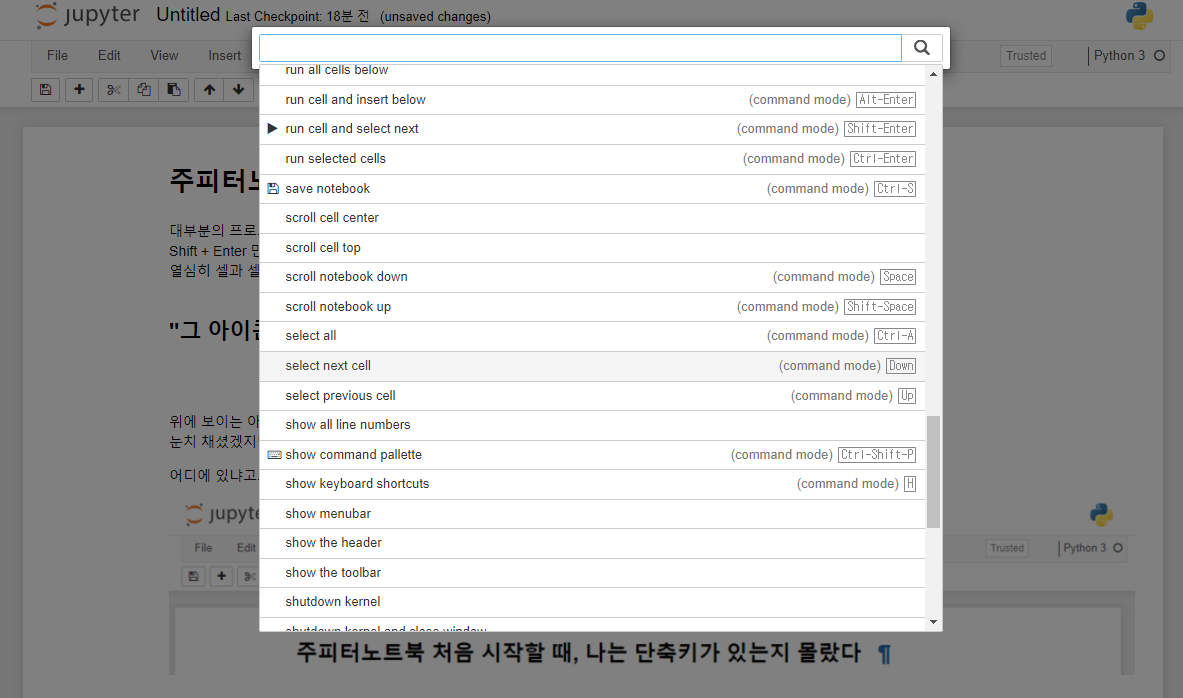 jupyter Untitled Last Checkpoint: 18분 전 (unsaved changes)
File Edit View Insert Trusted Python 3
run all cells below
run cell and insert below (command mode) Alt-Enter
run cell and select next (command mode) Shift-Enter
run selected cells (command mode) Ctrl-Enter
save notebook (command mode) Ctrl-S
scroll cell center
scroll cell top
scroll notebook down (command mode) Space
scroll notebook up (command mode) Shift-Space
select all (command mode) Ctrl-A
select next cell (command mode) Down
select previous cell (command mode) Up
show all line numbers
show command pallette (command mode) Ctrl-Shift-P
show keyboard shortcuts (command mode) H
show menubar
show the header
show the toolbar
shutdown kernel
shutdown kernel and close window
주피터노
대부분의 프로
Shift + Enter
열심히 셀과 셀
"그 아이콘
위에 보이는 아
눈치 채셨겠지
어디에 있냐고
jupyte
File Edit Trusted Python 3
주피터노트북 처음 시작할 때, 나는 단축키가 있는지 몰랐다 ¶